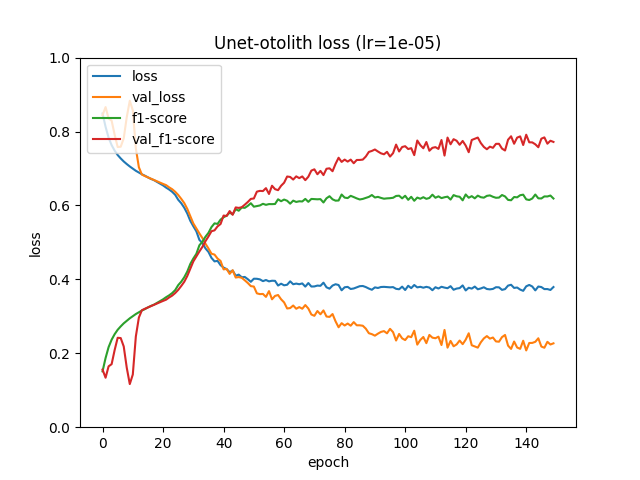 Unet-otolith loss (lr=1e-05)
loss
val_loss
f1-score
val_f1-score
1.0
0.8
0.6
0.4
0.2
0.0
loss
0 20 40 60 80 100 120 140
epoch